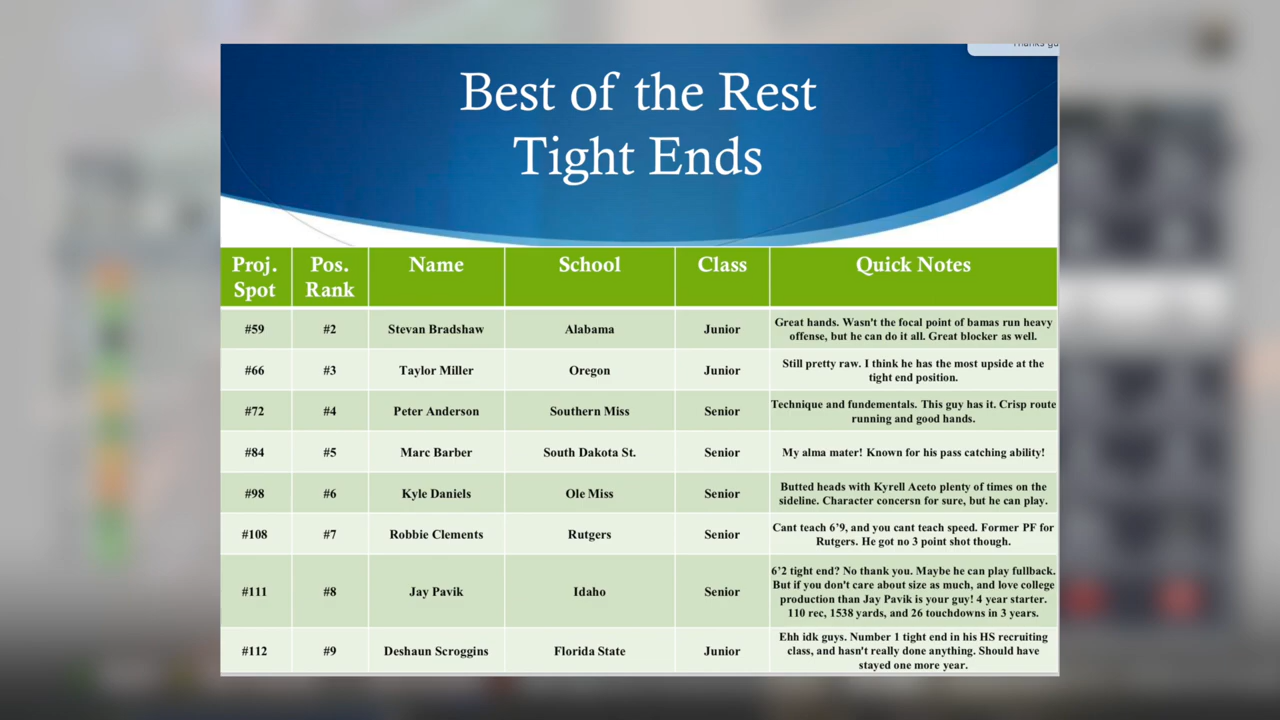 Thanks gu
Best of the Rest
Tight Ends
Proj. Spot Pos. Rank Name School Class Quick Notes
#59 #2 Stevan Bradshaw Alabama Junior Great hands. Wasn't the focal point of bamas run heavy
offense, but he can do it all. Great blocker as well.
#66 #3 Taylor Miller Oregon Junior Still pretty raw. I think he has the most upside at the
tight end position.
#72 #4 Peter Anderson Southern Miss Senior Technique and fundementals. This guy has it. Crisp route
running and good hands.
#84 #5 Marc Barber South Dakota St. Senior My alma mater! Known for his pass catching ability!
#98 #6 Kyle Daniels Ole Miss Senior Butted heads with Kyrell Aceto plenty of times on the
sideline. Character concersn for sure, but he can play.
#108 #7 Robbie Clements Rutgers Senior Cant teach 6'9, and you cant teach speed. Former PF for
Rutgers. He got no 3 point shot though.
#111 #8 Jay Pavik Idaho Senior 6'2 tight end? No thank you. Maybe he can play fullback.
But if you don't care about size as much, and love college
production than Jay Pavik is your guy! 4 year starter.
110 rec, 1538 yards, and 26 touchdowns in 3 years.
#112 #9 Deshaun Scroggins Florida State Junior Ehh idk guys. Number 1 tight end in his HS recruiting
class, and hasn't really done anything. Should have
stayed one more year.